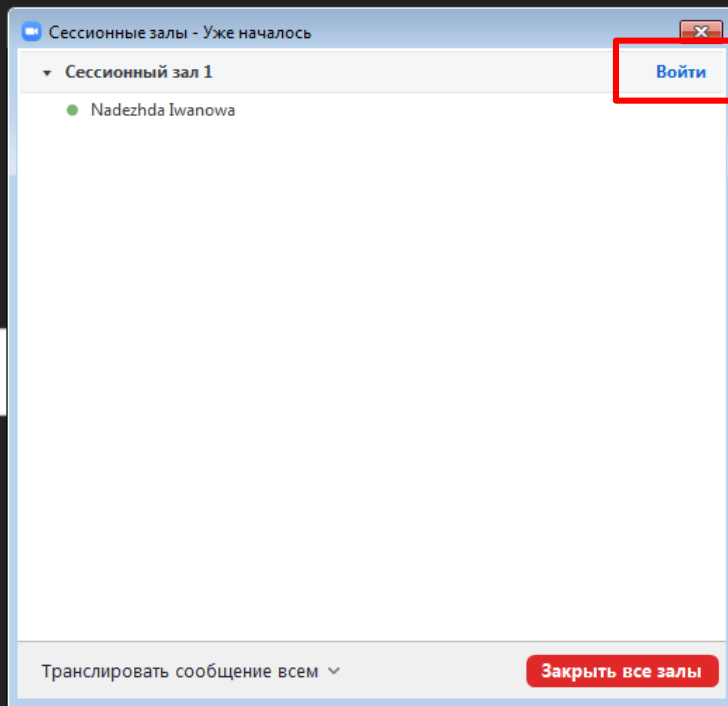 Сессионные залы - Уже началось
Сессионный зал 1 Войти
Nadezhda Iwanowa
Транслировать сообщение всем Закрыть все залы